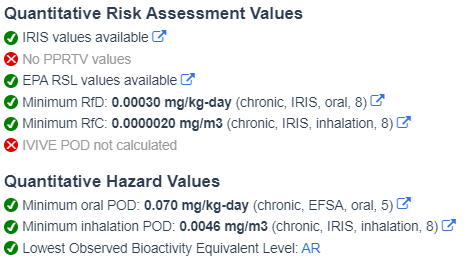 Quantitative Risk Assessment Values
IRIS values available
No PPRTV values
EPA RSL values available
Minimum RfD: 0.00030 mg/kg-day (chronic, IRIS, oral, 8)
Minimum RfC: 0.0000020 mg/m3 (chronic, IRIS, inhalation, 8)
IVIVE POD not calculated
Quantitative Hazard Values
Minimum oral POD: 0.070 mg/kg-day (chronic, EFSA, oral, 5)
Minimum inhalation POD: 0.0046 mg/m3 (chronic, IRIS, inhalation, 8)
Lowest Observed Bioactivity Equivalent Level: AR